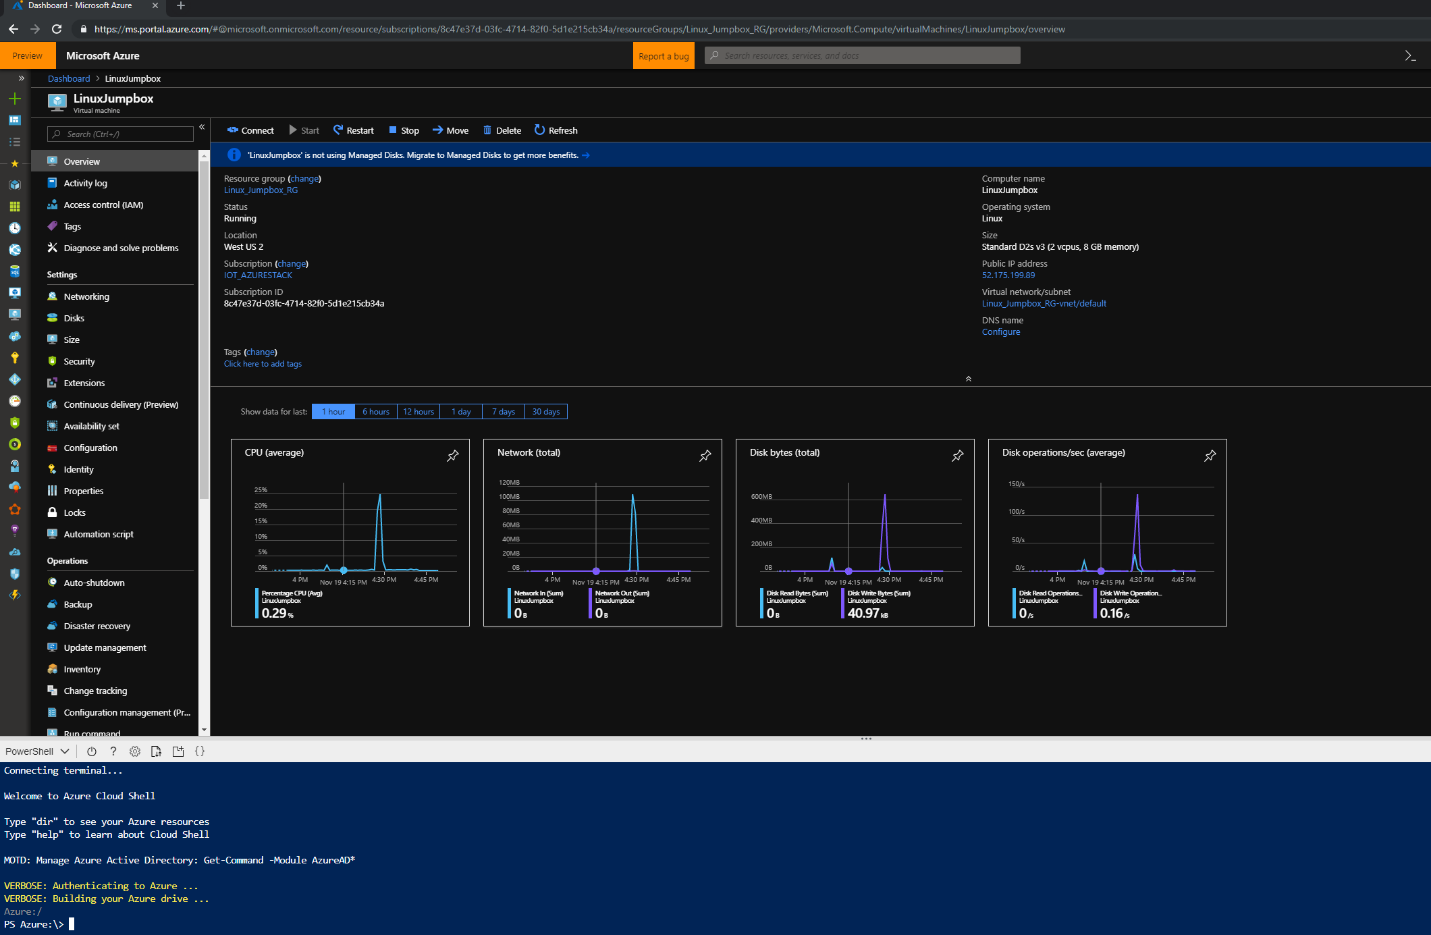 Dashboard - Microsoft Azure
https://ms.portal.azure.com/#@microsoft.onmicrosoft.com/resource/subscriptions/8c47e37d-03fc-4714-82f0-5d1e215cb34a/resourceGroups/Linux_Jumpbox_RG/providers/Microsoft.Compute/virtualMachines/LinuxJumpbox/overview
Preview
Microsoft Azure
Report a bug
Search resources, services, and docs
Dashboard > LinuxJumpbox
LinuxJumpbox
Virtual machine
Search (Ctrl+/)
Overview
Activity log
Access control (IAM)
Tags
Diagnose and solve problems
Settings
Networking
Disks
Size
Security
Extensions
Continuous delivery (Preview)
Availability set
Configuration
Identity
Properties
Locks
Automation script
Operations
Auto-shutdown
Backup
Disaster recovery
Update management
Inventory
Change tracking
Configuration management (Pr...
Run command
Connect Start Restart Stop Move Delete Refresh
'LinuxJumpbox' is not using Managed Disks. Migrate to Managed Disks to get more benefits.
Resource group (change)
Linux_Jumpbox_RG
Status
Running
Location
West US 2
Subscription (change)
IOT_AZURESTACK
Subscription ID
8c47e37d-03fc-4714-82f0-5d1e215cb34a
Tags (change)
Click here to add tags
Computer name
LinuxJumpbox
Operating system
Linux
Size
Standard D2s v3 (2 vcpus, 8 GB memory)
Public IP address
52.175.199.89
Virtual network/subnet
Linux_Jumpbox_RG-vnet/default
DNS name
Configure
Show data for last: 1 hour 6 hours 12 hours 1 day 7 days 30 days
CPU (average)
25%
20%
15%
10%
5%
0%
4 PM Nov 19 4:15 PM 4:30 PM 4:45 PM
Percentage CPU (Avg)
LinuxJumpbox
0.29 %
Network (total)
120MB
100MB
80MB
60MB
40MB
20MB
0B
4 PM Nov 19 4:15 PM 4:30 PM 4:45 PM
Network In (Sum)
LinuxJumpbox
0 B
Network Out (Sum)
LinuxJumpbox
0 B
Disk bytes (total)
600MB
400MB
200MB
0B
4 PM Nov 19 4:15 PM 4:30 PM 4:45 PM
Disk Read Bytes (Sum)
LinuxJumpbox
0 B
Disk Write Bytes (Sum)
LinuxJumpbox
40.97 kB
Disk operations/sec (average)
150/s
100/s
50/s
0/s
4 PM Nov 19 4:15 PM 4:30 PM 4:45 PM
Disk Read Operations...
LinuxJumpbox
0 /s
Disk Write Operation...
LinuxJumpbox
0.16 /s
PowerShell
Connecting terminal...
Welcome to Azure Cloud Shell
Type "dir" to see your Azure resources
Type "help" to learn about Cloud Shell
MOTD: Manage Azure Active Directory: Get-Command -Module AzureAD*
VERBOSE: Authenticating to Azure ...
VERBOSE: Building your Azure drive ...
Azure:/
PS Azure:\>